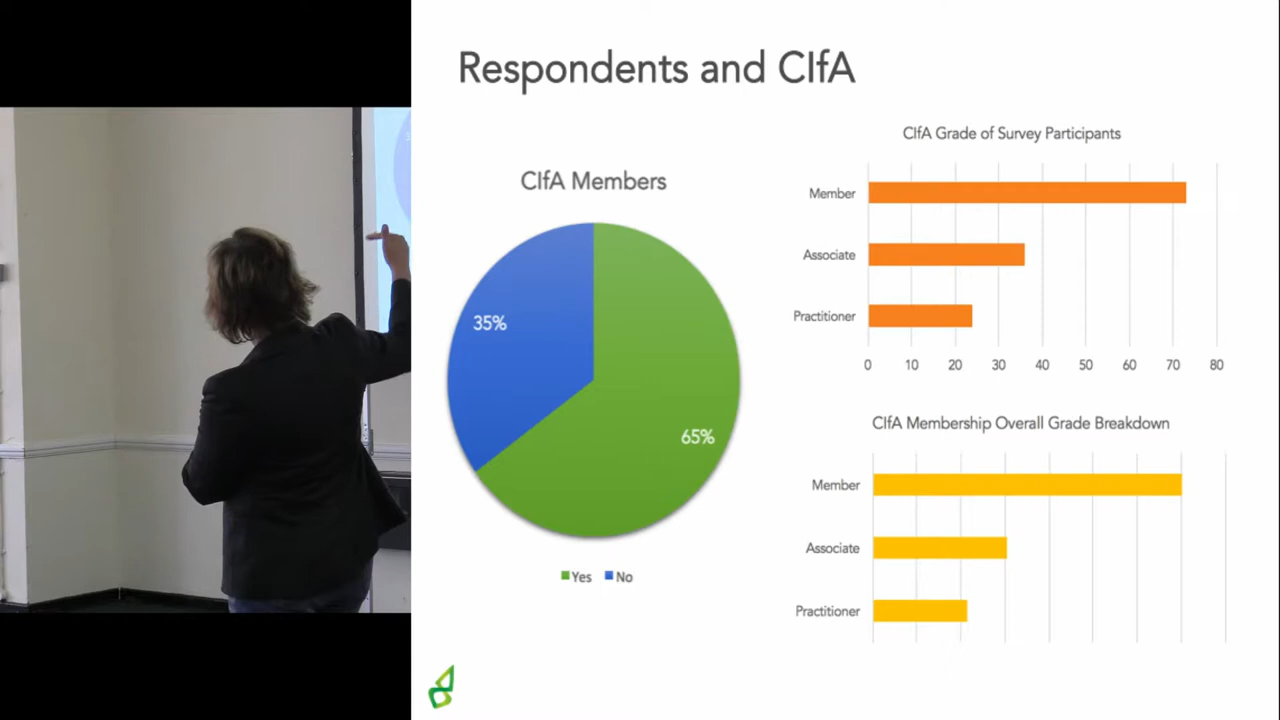 Respondents and CIfA
CIfA Members
35%
65%
Yes No
CIfA Grade of Survey Participants
Member
Associate
Practitioner
0 10 20 30 40 50 60 70 80
CIfA Membership Overall Grade Breakdown
Member
Associate
Practitioner